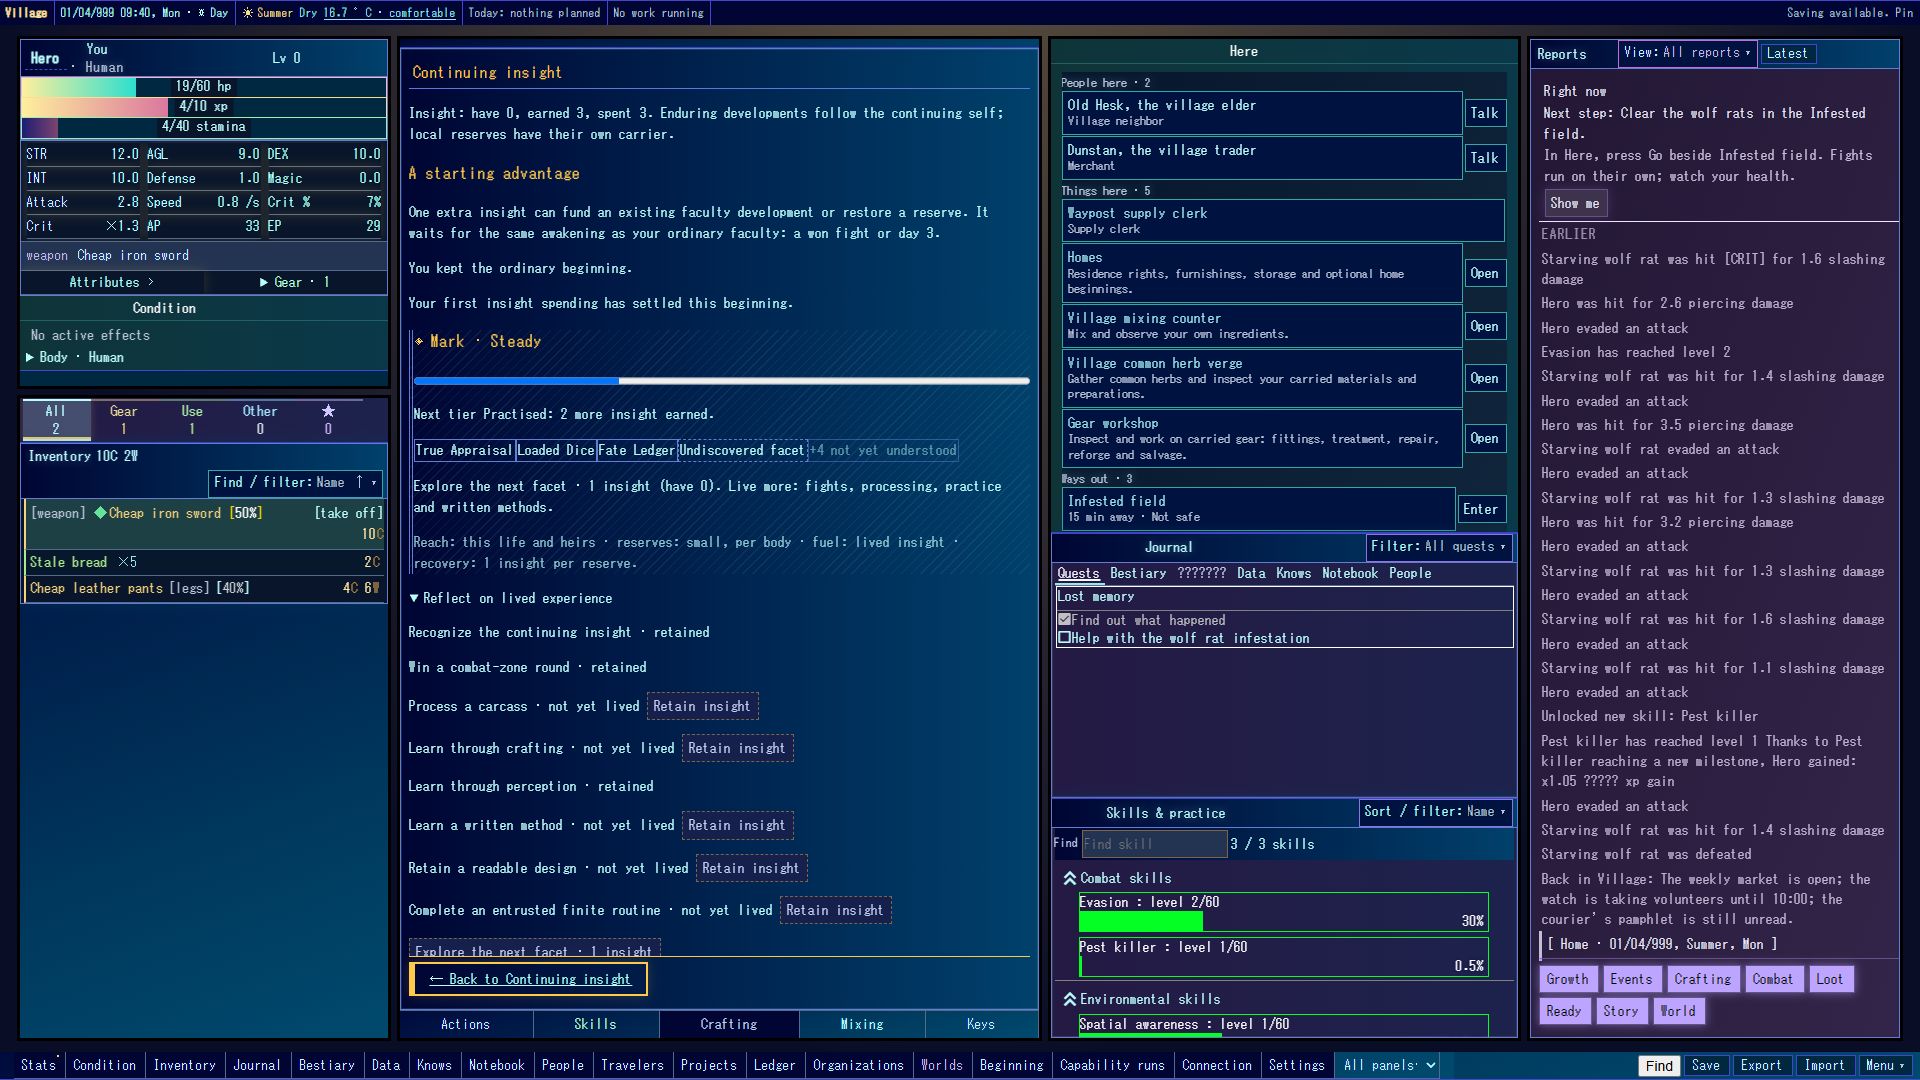 Village 01/04/999 09:40, Mon · ☀ Day ☀ Summer Dry 16.7 ° C · comfortable Today: nothing planned No work running Saving available. Pin
Hero · You Human Lv 0
19/60 hp
4/10 xp
4/40 stamina
STR 12.0 AGL 9.0 DEX 10.0
INT 10.0 Defense 1.0 Magic 0.0
Attack 2.8 Speed 0.8 /s Crit % 7%
Crit ×1.3 AP 33 EP 29
weapon Cheap iron sword
Attributes > ▶ Gear · 1
Condition
No active effects
▶ Body · Human
All Gear Use Other ★
2 1 1 0 0
Inventory 10C 2W
Find / filter: Name ↑ ▾
[weapon] ◆Cheap iron sword [50%] [take off]
10C
Stale bread ×5 2C
Cheap leather pants [legs] [40%] 4C 6W
Continuing insight
Insight: have 0, earned 3, spent 3. Enduring developments follow the continuing self;
local reserves have their own carrier.
A starting advantage
One extra insight can fund an existing faculty development or restore a reserve. It
waits for the same awakening as your ordinary faculty: a won fight or day 3.
You kept the ordinary beginning.
Your first insight spending has settled this beginning.
◈ Mark · Steady
Next tier Practised: 2 more insight earned.
True Appraisal Loaded Dice Fate Ledger Undiscovered facet +4 not yet understood
Explore the next facet · 1 insight (have 0). Live more: fights, processing, practice
and written methods.
Reach: this life and heirs · reserves: small, per body · fuel: lived insight ·
recovery: 1 insight per reserve.
▼ Reflect on lived experience
Recognize the continuing insight · retained
Win a combat-zone round · retained
Process a carcass · not yet lived Retain insight
Learn through crafting · not yet lived Retain insight
Learn through perception · retained
Learn a written method · not yet lived Retain insight
Retain a readable design · not yet lived Retain insight
Complete an entrusted finite routine · not yet lived Retain insight
Explore the next facet · 1 insight
← Back to Continuing insight
Actions Skills Crafting Mixing Keys
Here
People here · 2
Old Hesk, the village elder
Village neighbor
Talk
Dunstan, the village trader
Merchant
Talk
Things here · 5
Waypost supply clerk
Supply clerk
Homes
Residence rights, furnishings, storage and optional home
beginnings.
Open
Village mixing counter
Mix and observe your own ingredients.
Open
Village common herb verge
Gather common herbs and inspect your carried materials and
preparations.
Open
Gear workshop
Inspect and work on carried gear: fittings, treatment, repair,
reforge and salvage.
Open
Ways out · 3
Infested field
15 min away · Not safe
Enter
Journal Filter: All quests ▾
Quests Bestiary ??????? Data Knows Notebook People
Lost memory
☑Find out what happened
☐Help with the wolf rat infestation
Skills & practice Sort / filter: Name ▾
Find Find skill 3 / 3 skills
Combat skills
Evasion : level 2/60
30%
Pest killer : level 1/60
0.5%
Environmental skills
Spatial awareness : level 1/60
Reports View: All reports ▾ Latest
Right now
Next step: Clear the wolf rats in the Infested
field.
In Here, press Go beside Infested field. Fights
run on their own; watch your health.
Show me
EARLIER
Starving wolf rat was hit [CRIT] for 1.6 slashing
damage
Hero was hit for 2.6 piercing damage
Hero evaded an attack
Evasion has reached level 2
Starving wolf rat was hit for 1.4 slashing damage
Hero evaded an attack
Hero was hit for 3.5 piercing damage
Starving wolf rat evaded an attack
Hero evaded an attack
Starving wolf rat was hit for 1.3 slashing damage
Hero was hit for 3.2 piercing damage
Hero evaded an attack
Starving wolf rat was hit for 1.3 slashing damage
Hero evaded an attack
Starving wolf rat was hit for 1.6 slashing damage
Hero evaded an attack
Starving wolf rat was hit for 1.1 slashing damage
Hero evaded an attack
Unlocked new skill: Pest killer
Pest killer has reached level 1 Thanks to Pest
killer reaching a new milestone, Hero gained:
x1.05 ????? xp gain
Hero evaded an attack
Starving wolf rat was hit for 1.4 slashing damage
Starving wolf rat was defeated
Back in Village: The weekly market is open; the
watch is taking volunteers until 10:00; the
courier's pamphlet is still unread.
[ Home · 01/04/999, Summer, Mon ]
Growth Events Crafting Combat Loot
Ready Story World
Stats Condition Inventory Journal Bestiary Data Knows Notebook People Travelers Projects Ledger Organizations Worlds Beginning Capability runs Connection Settings All panels Find Save Export Import Menu ▾